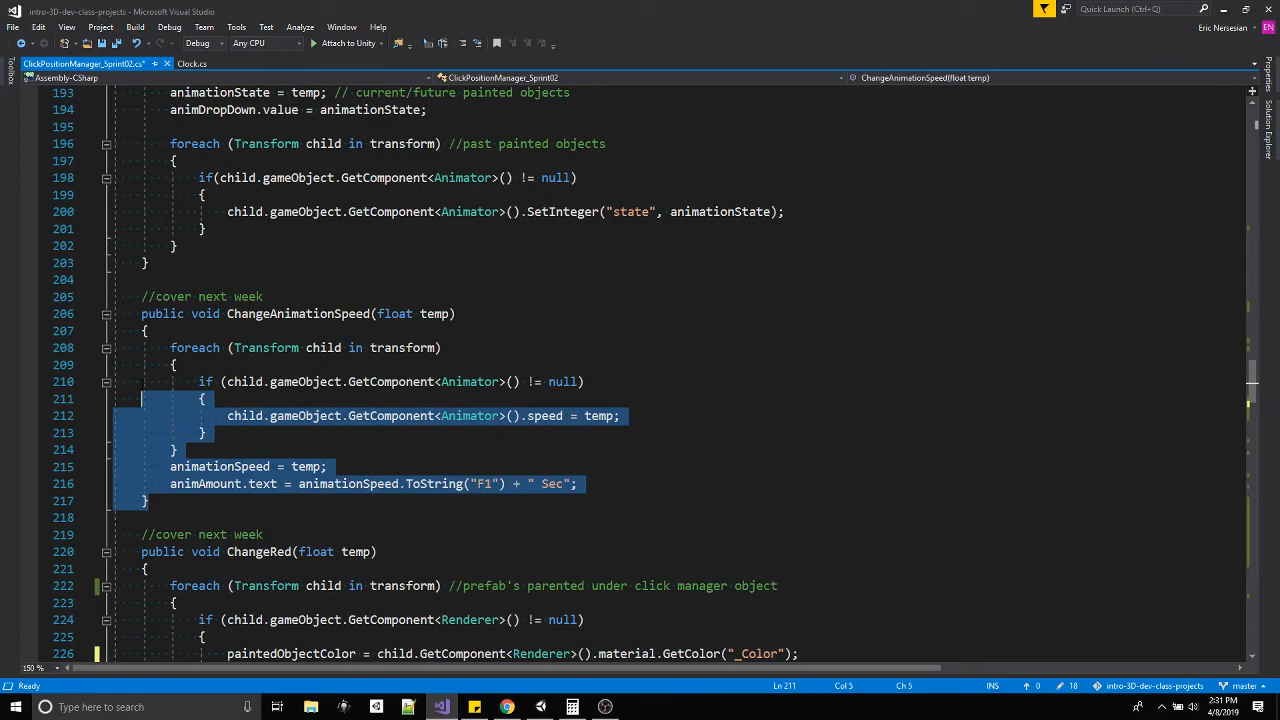 intro-3D-dev-class-projects - Microsoft Visual Studio
Quick Launch (Ctrl+Q)
File Edit View Project Build Debug Team Tools Test Analyze Window Help
Eric Nersesian EN
Debug Any CPU Attach to Unity
ClickPositionManager_Sprint02.cs* Clock.cs
Assembly-CSharp ClickPositionManager_Sprint02 ChangeAnimationSpeed(float temp)
Toolbox
Properties
Solution Explorer
193 animationState = temp; // current/future painted objects
194 animDropDown.value = animationState;
195
196 foreach (Transform child in transform) //past painted objects
197 {
198 if(child.gameObject.GetComponent<Animator>() != null)
199 {
200 child.gameObject.GetComponent<Animator>().SetInteger("state", animationState);
201 }
202 }
203 }
204
205 //cover next week
206 public void ChangeAnimationSpeed(float temp)
207 {
208 foreach (Transform child in transform)
209 {
210 if (child.gameObject.GetComponent<Animator>() != null)
211 {
212 child.gameObject.GetComponent<Animator>().speed = temp;
213 }
214 }
215 animationSpeed = temp;
216 animAmount.text = animationSpeed.ToString("F1") + " Sec";
217 }
218
219 //cover next week
220 public void ChangeRed(float temp)
221 {
222 foreach (Transform child in transform) //prefab's parented under click manager object
223 {
224 if (child.gameObject.GetComponent<Renderer>() != null)
225 {
226 paintedObjectColor = child.GetComponent<Renderer>().material.GetColor("_Color");
150 %
Ready Ln 211 Col 5 Ch 5 INS 0 18 intro-3D-dev-class-projects master
Type here to search
2:31 PM
4/8/2019